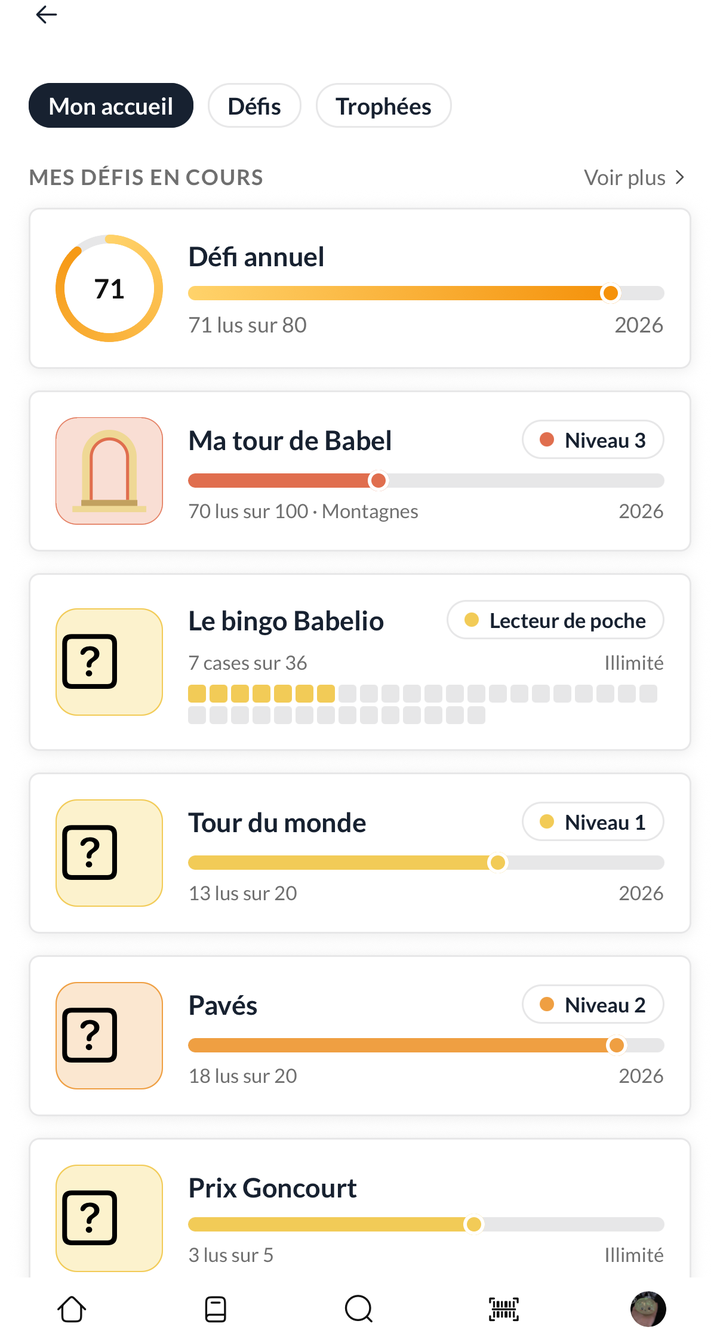 Mon accueil
Défis
Trophées
MES DÉFIS EN COURS
Voir plus
71
Défi annuel
71 lus sur 80
2026
Ma tour de Babel
Niveau 3
70 lus sur 100 · Montagnes
2026
?
Le bingo Babelio
Lecteur de poche
7 cases sur 36
Illimité
?
Tour du monde
Niveau 1
13 lus sur 20
2026
?
Pavés
Niveau 2
18 lus sur 20
2026
?
Prix Goncourt
3 lus sur 5
Illimité